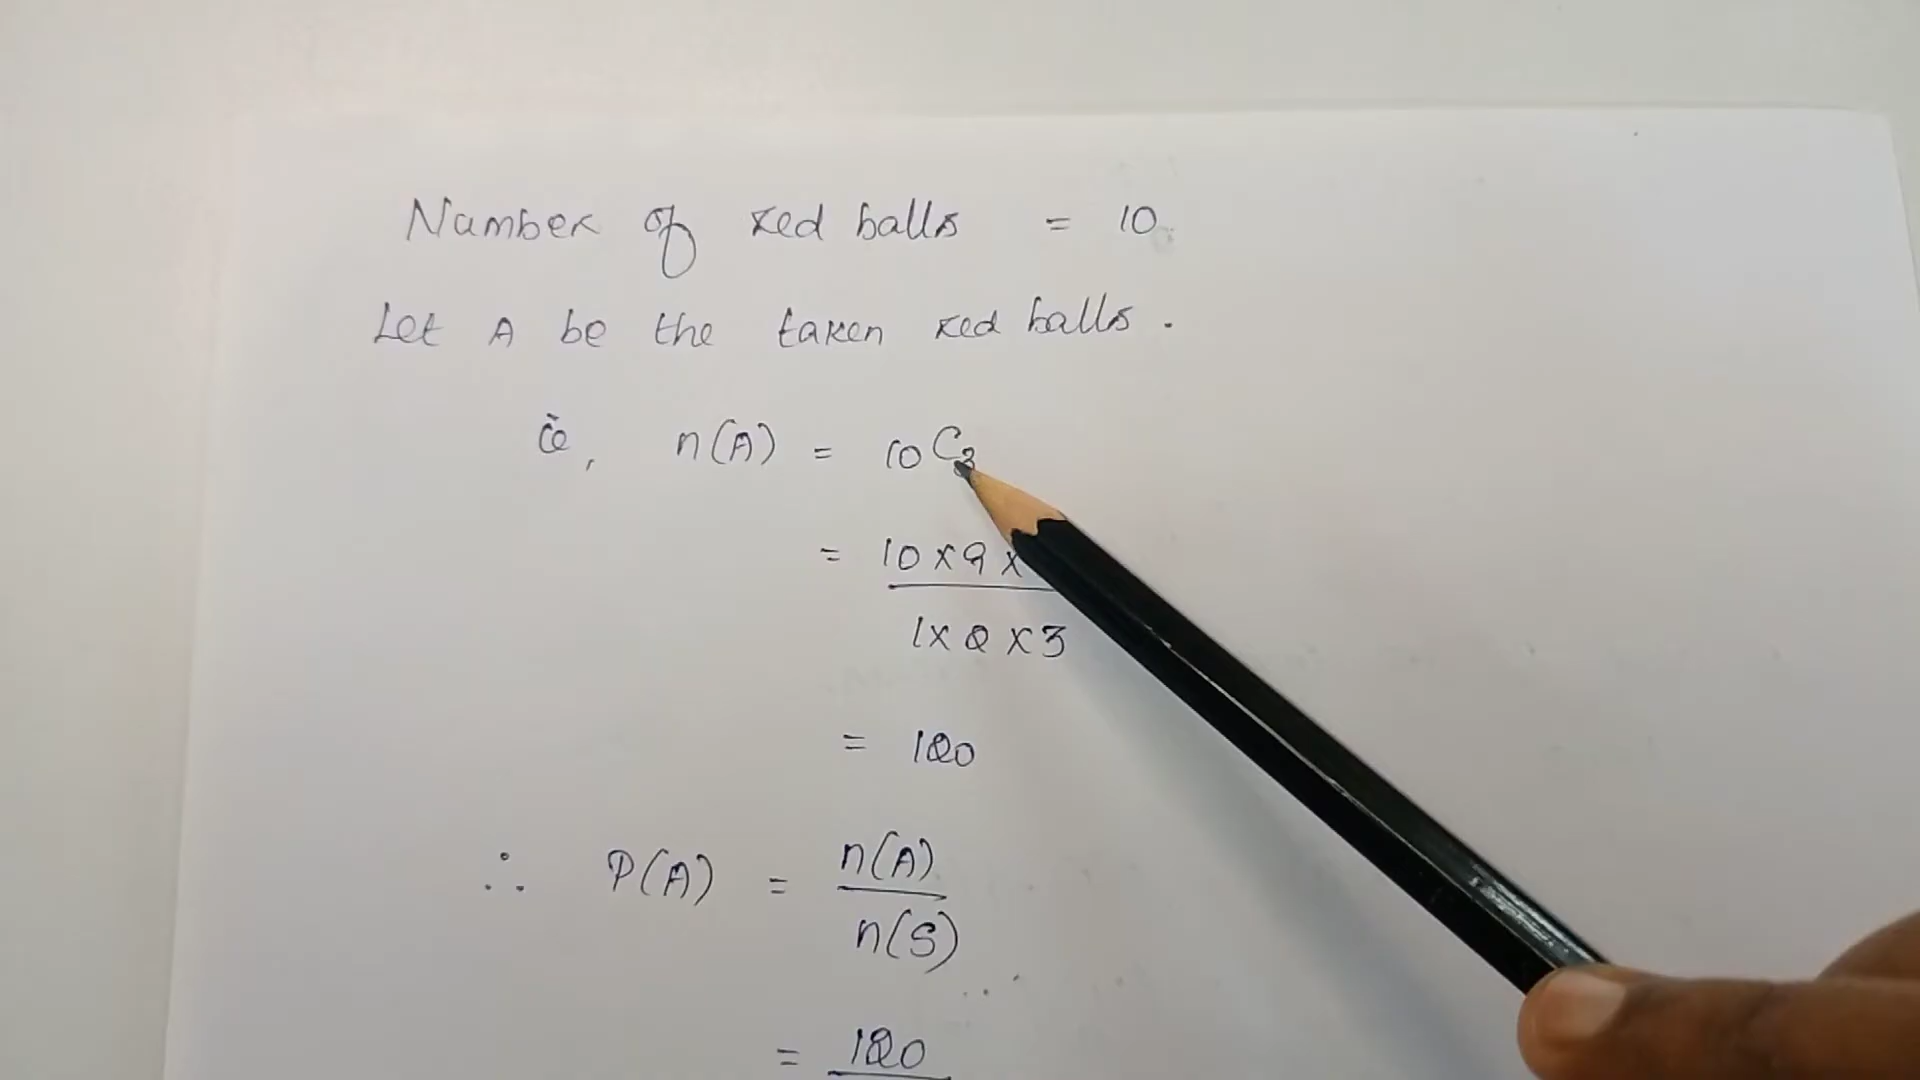 Number of red balls = 10.
Let A be the taken red balls.
ie, n(A) = 10C3
= 10 x 9 x
1 x 2 x 3
= 120
∴ P(A) = n(A)
n(S)
= 120